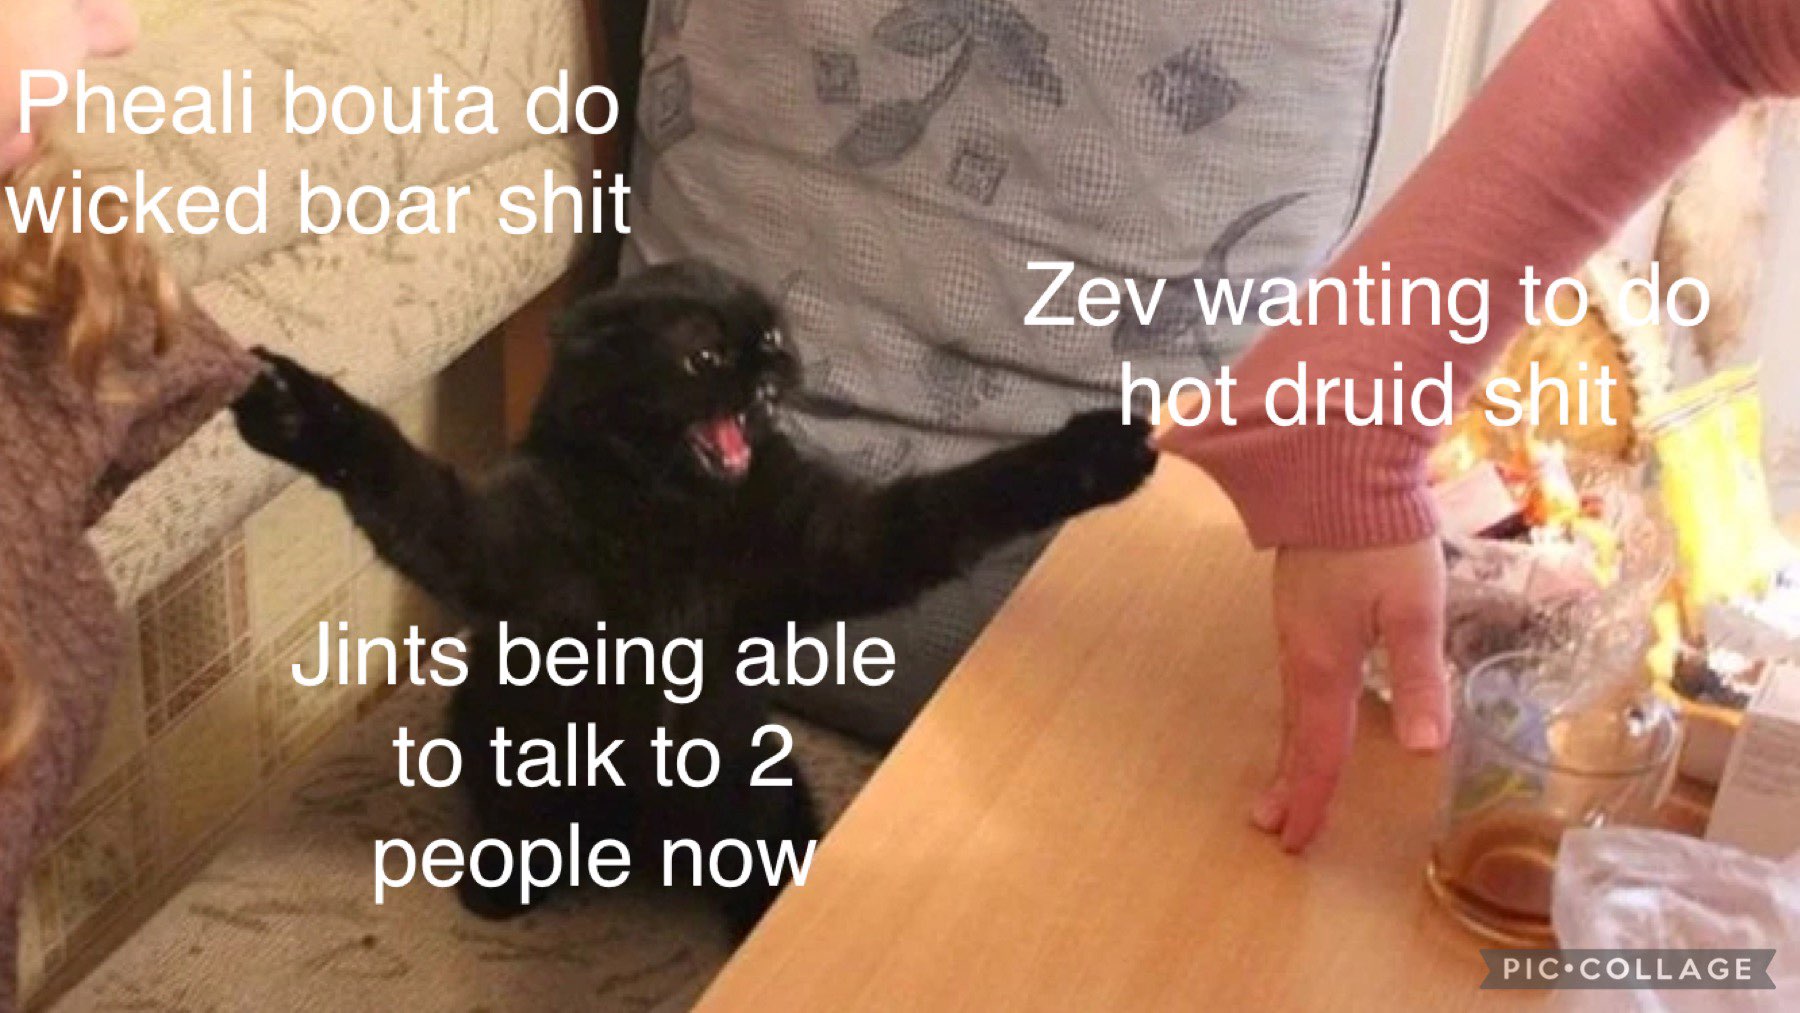 Pheali bouta do
wicked boar shit
Zev wanting to do
hot druid shit
Jints being able
to talk to 2
people now
PIC•COLLAGE